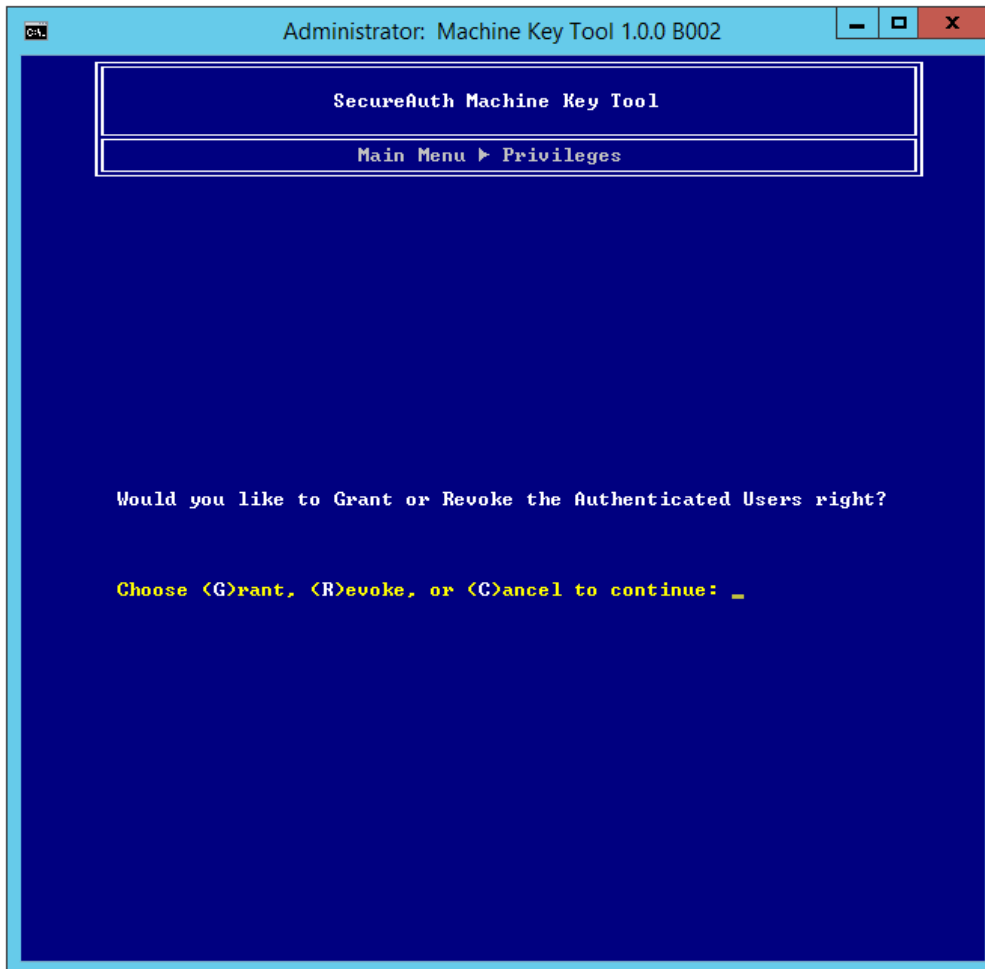 Administrator: Machine Key Tool 1.0.0 B002
SecureAuth Machine Key Tool
Main Menu ► Privileges
Would you like to Grant or Revoke the Authenticated Users right?
Choose (G)rant, (R)evoke, or (C)ancel to continue: _